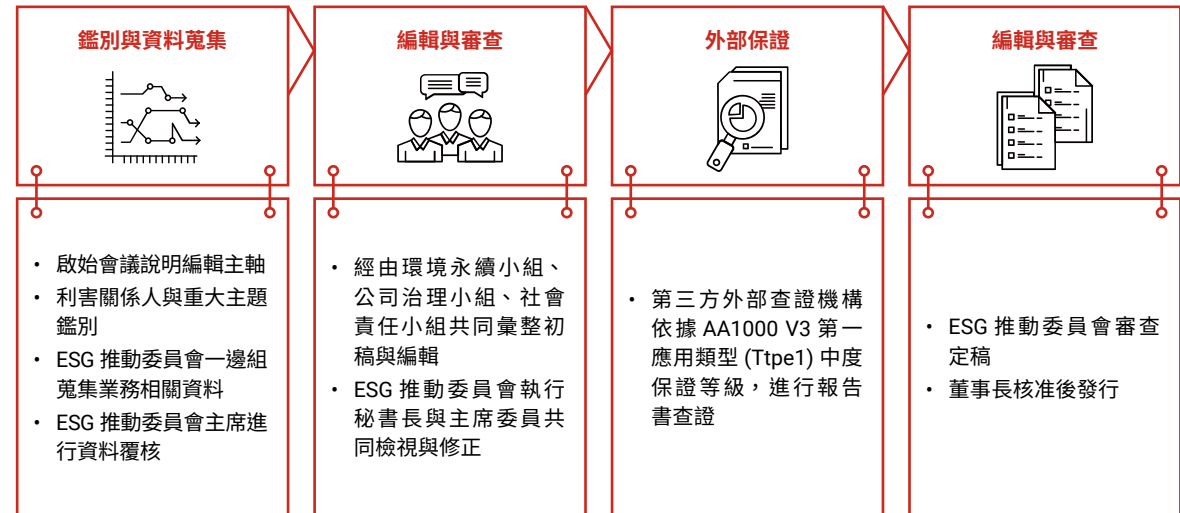 鑑別與資料蒐集
編輯與審查
外部保證
編輯與審查
• 啟始會議說明編輯主軸
• 利害關係人與重大主題
鑑別
• ESG 推動委員會一邊組
蒐集業務相關資料
• ESG 推動委員會主席進
行資料覆核
• 經由環境永續小組、
公司治理小組、社會
責任小組共同彙整初
稿與編輯
• ESG 推動委員會執行
秘書長與主席委員共
同檢視與修正
• 第三方外部查證機構
依據 AA1000 V3 第一
應用類型 (Ttpe1) 中度
保證等級，進行報告
書查證
• ESG 推動委員會審查
定稿
• 董事長核准後發行